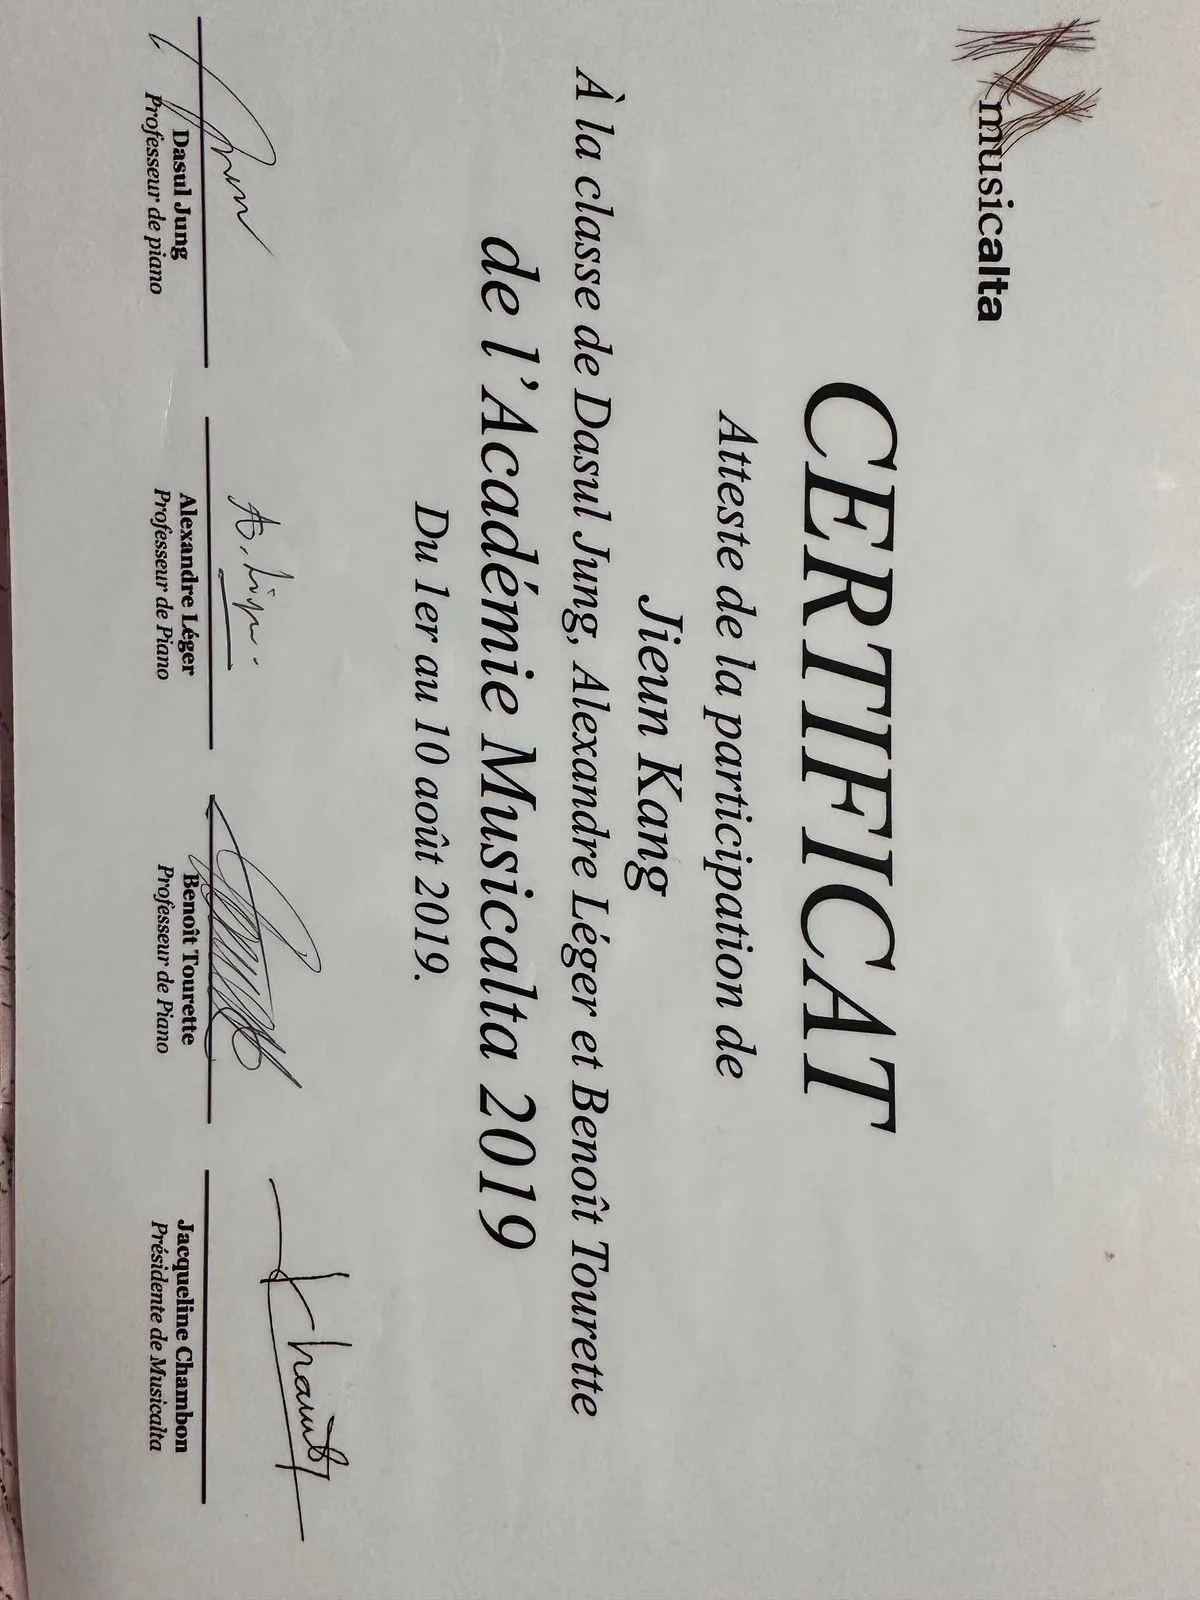 musicalta
CERTIFICAT
Atteste de la participation de
Jieun Kang
À la classe de Dasul Jung, Alexandre Léger et Benoît Tourette
de l'Académie Musicalta 2019
Du 1er au 10 août 2019.
Dasul Jung
Professeur de piano
Alexandre Léger
Professeur de Piano
Benoît Tourette
Professeur de Piano
Jacqueline Chambon
Présidente de Musicalta